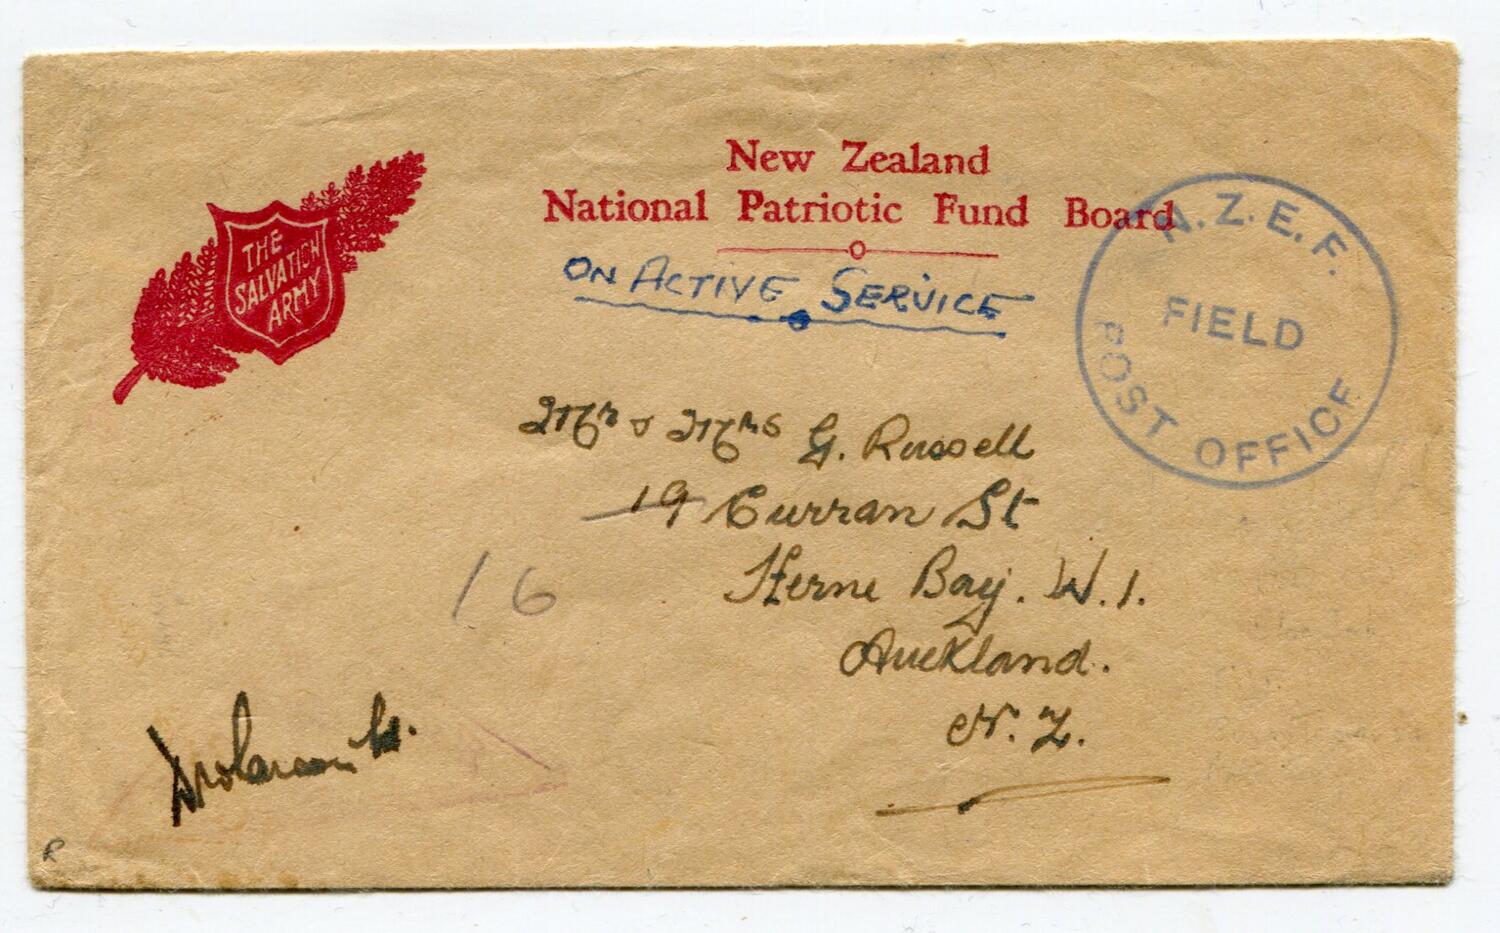 New Zealand
National Patriotic Fund Board
THE
SALVATION
ARMY
ON ACTIVE SERVICE
N.Z.E.F.
FIELD
POST OFFICE
Mr & Mrs G. Russell
19 Curran St
Herne Bay. W.1.
Auckland.
N.Z.
16
R